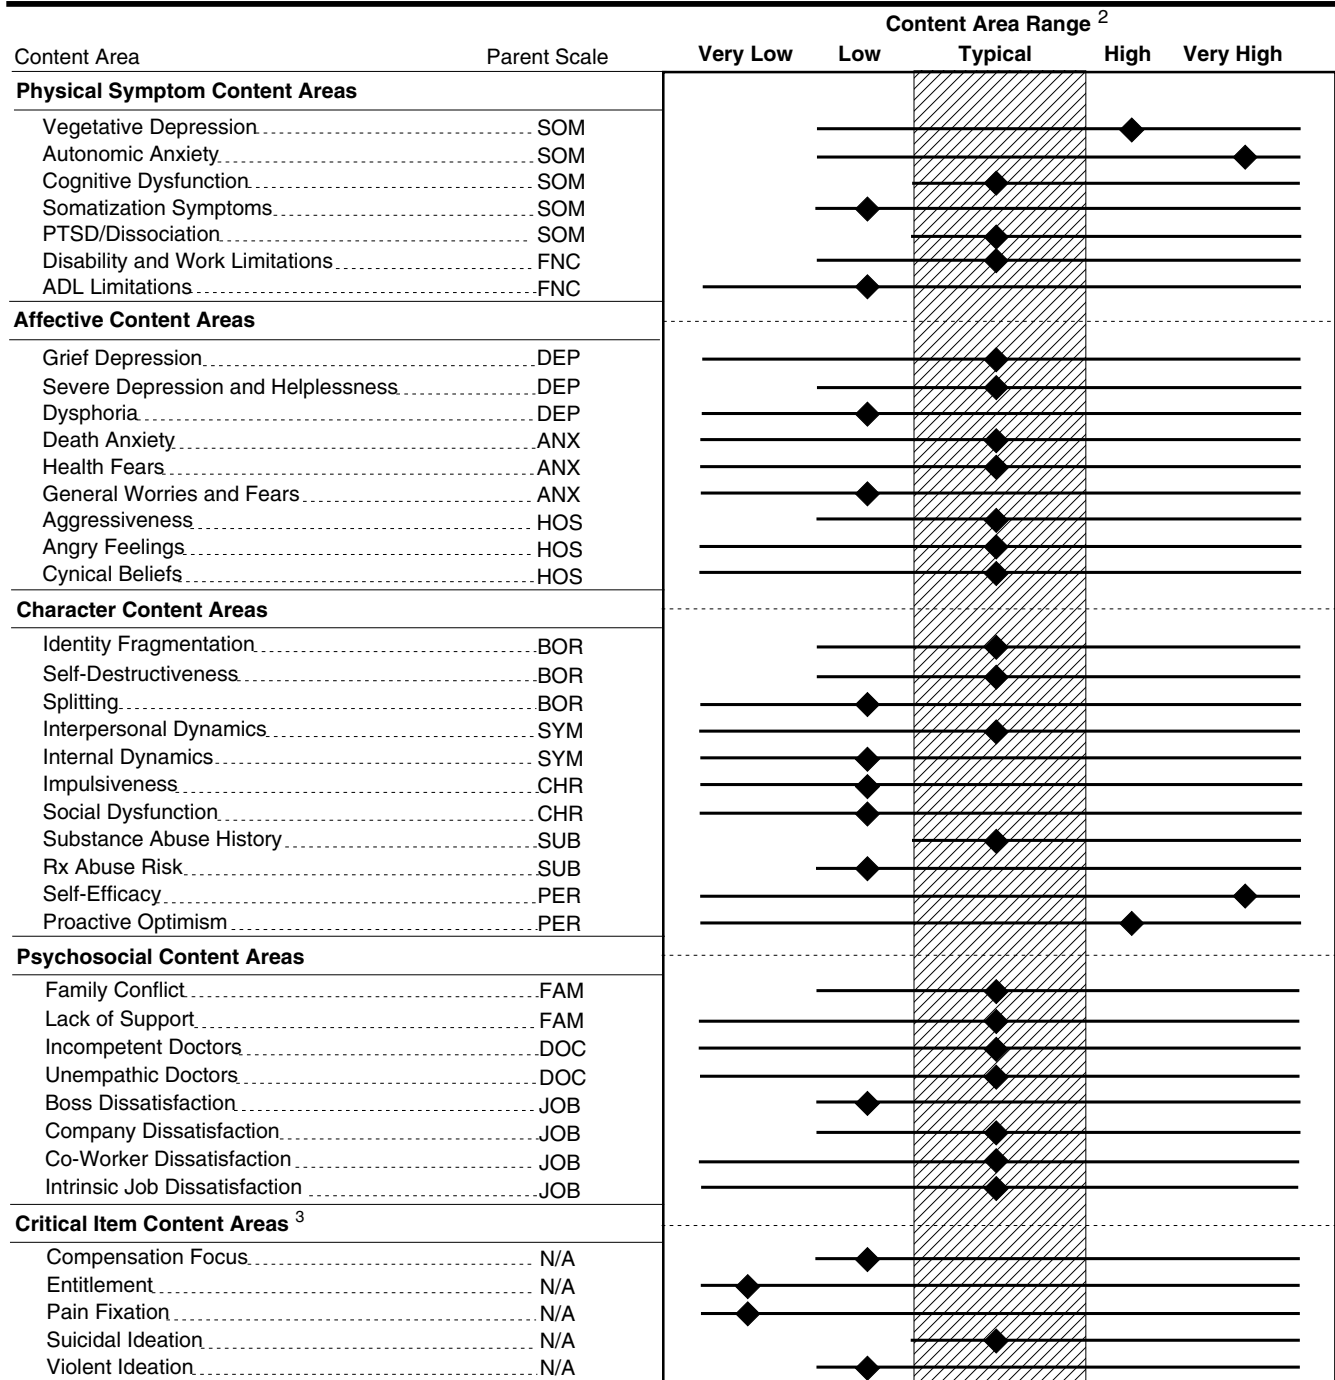 Content Area Range 2
Content Area Parent Scale Very Low Low Typical High Very High
Physical Symptom Content Areas
Vegetative Depression SOM
Autonomic Anxiety SOM
Cognitive Dysfunction SOM
Somatization Symptoms SOM
PTSD/Dissociation SOM
Disability and Work Limitations FNC
ADL Limitations FNC
Affective Content Areas
Grief Depression DEP
Severe Depression and Helplessness DEP
Dysphoria DEP
Death Anxiety ANX
Health Fears ANX
General Worries and Fears ANX
Aggressiveness HOS
Angry Feelings HOS
Cynical Beliefs HOS
Character Content Areas
Identity Fragmentation BOR
Self-Destructiveness BOR
Splitting BOR
Interpersonal Dynamics SYM
Internal Dynamics SYM
Impulsiveness CHR
Social Dysfunction CHR
Substance Abuse History SUB
Rx Abuse Risk SUB
Self-Efficacy PER
Proactive Optimism PER
Psychosocial Content Areas
Family Conflict FAM
Lack of Support FAM
Incompetent Doctors DOC
Unempathic Doctors DOC
Boss Dissatisfaction JOB
Company Dissatisfaction JOB
Co-Worker Dissatisfaction JOB
Intrinsic Job Dissatisfaction JOB
Critical Item Content Areas 3
Compensation Focus N/A
Entitlement N/A
Pain Fixation N/A
Suicidal Ideation N/A
Violent Ideation N/A